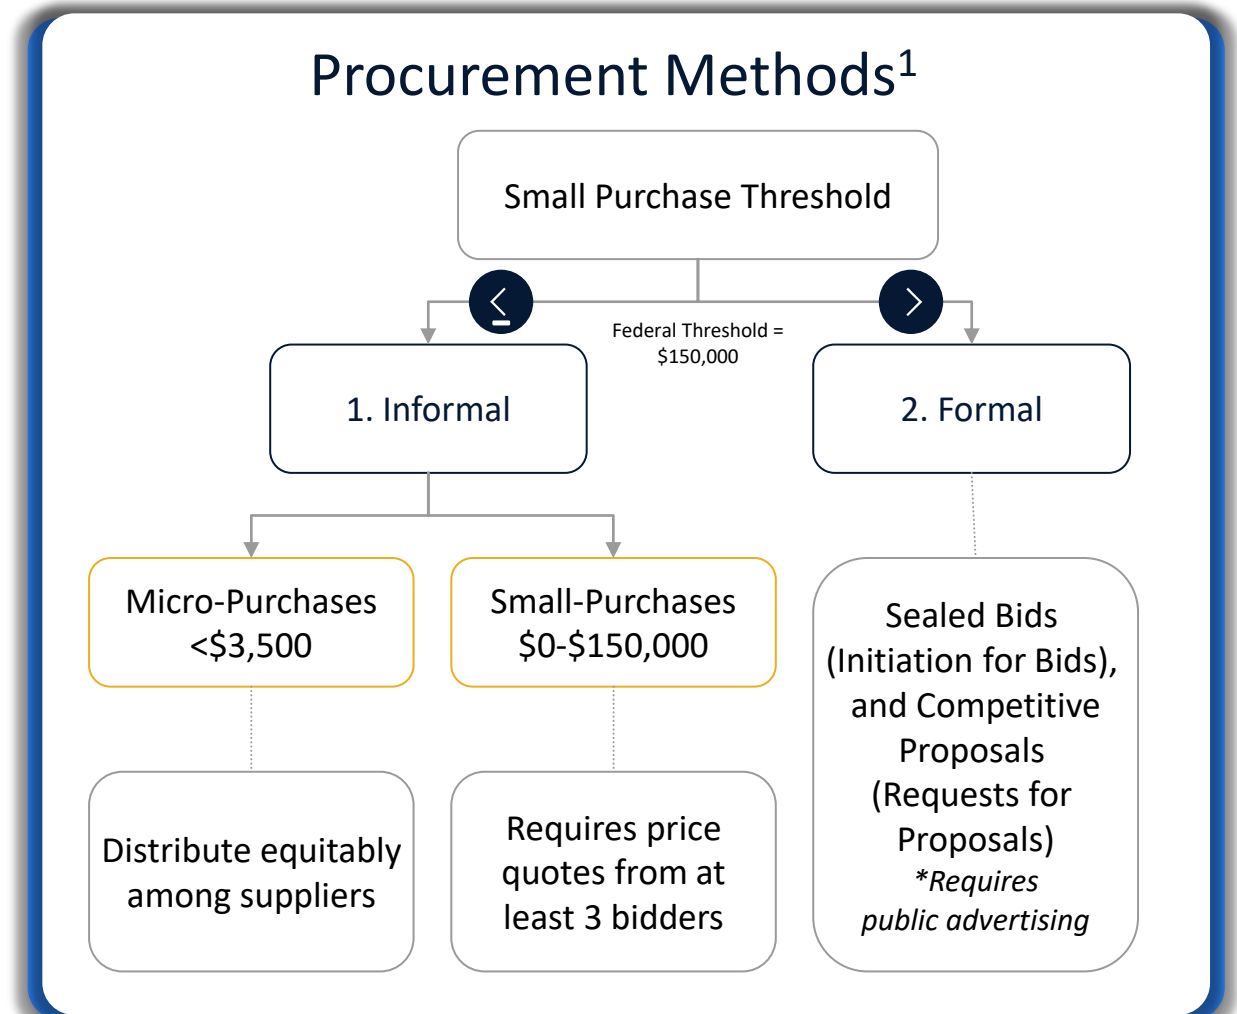 Procurement Methods¹
Small Purchase Threshold
≤
>
Federal Threshold =
$150,000
1. Informal
2. Formal
Micro-Purchases
<$3,500
Small-Purchases
$0-$150,000
Sealed Bids
(Initiation for Bids),
and Competitive
Proposals
(Requests for
Proposals)
*Requires
public advertising
Distribute equitably
among suppliers
Requires price
quotes from at
least 3 bidders